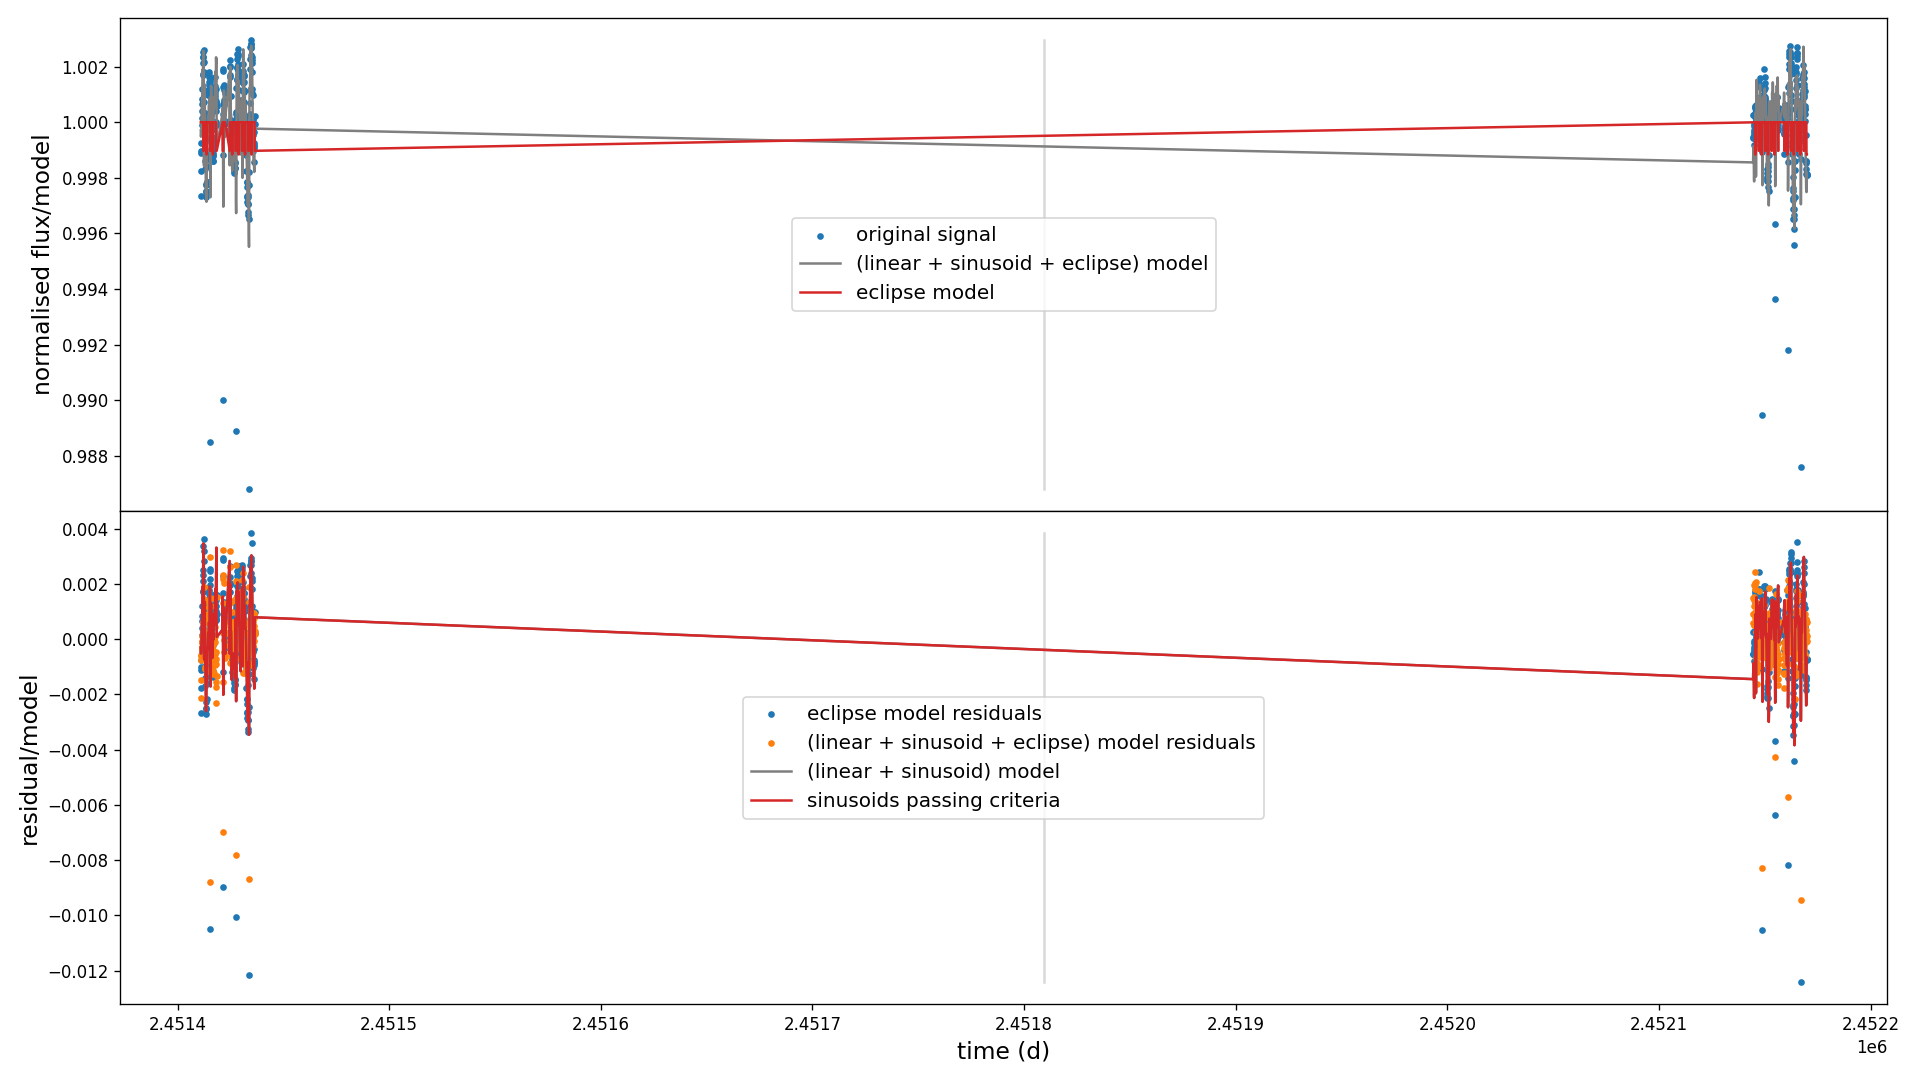 normalised flux/model
1.002
1.000
0.998
0.996
0.994
0.992
0.990
0.988
original signal
(linear + sinusoid + eclipse) model
eclipse model
residual/model
0.004
0.002
0.000
−0.002
−0.004
−0.006
−0.008
−0.010
−0.012
eclipse model residuals
(linear + sinusoid + eclipse) model residuals
(linear + sinusoid) model
sinusoids passing criteria
2.4514 2.4515 2.4516 2.4517 2.4518 2.4519 2.4520 2.4521 2.4522
1e6
time (d)